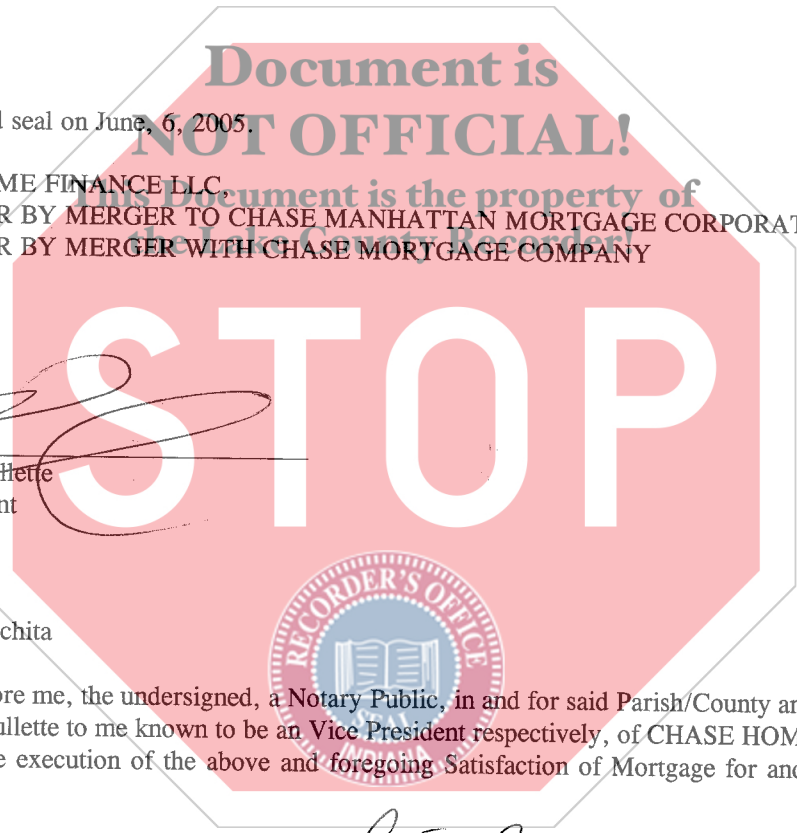 Document is
NOT OFFICIAL!
This Document is the property of
the Lake County Recorder!
STOP
seal on June, 6, 2005.
ME FINANCE LLC,
R BY MERGER TO CHASE MANHATTAN MORTGAGE CORPORAT
R BY MERGER WITH CHASE MORTGAGE COMPANY
llette
nt
chita
RECORDER'S OFFICE
SEAL
INDIANA
ore me, the undersigned, a Notary Public, in and for said Parish/County an
ullette to me known to be an Vice President respectively, of CHASE HOM
e execution of the above and foregoing Satisfaction of Mortgage for and